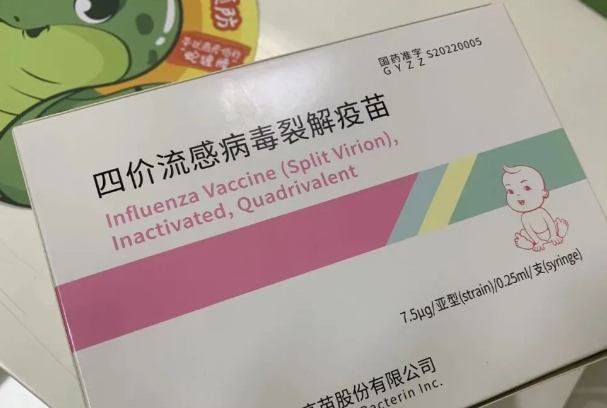 国药准字 S20220005
G Y Z Z
四价流感病毒裂解疫苗
Influenza Vaccine (Split Virion),
Inactivated, Quadrivalent
7.5μg/亚型(strain)/0.25ml/支(syringe)
疫苗股份有限公司
Bacterin Inc.